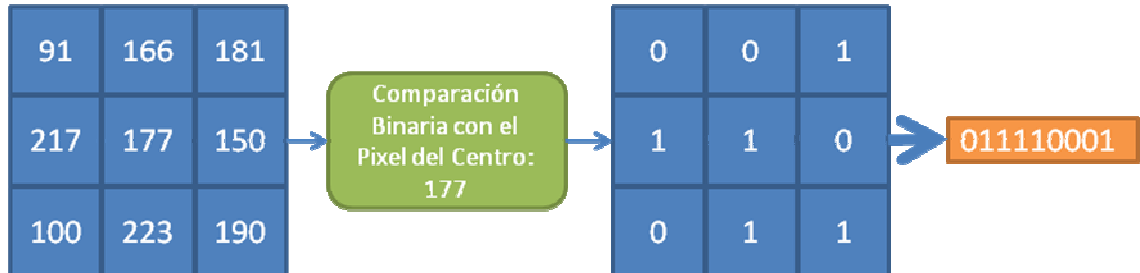 91 166 181
217 177 150
100 223 190
Comparación
Binaria con el
Pixel del Centro:
177
0 0 1
1 1 0
0 1 1
011110001